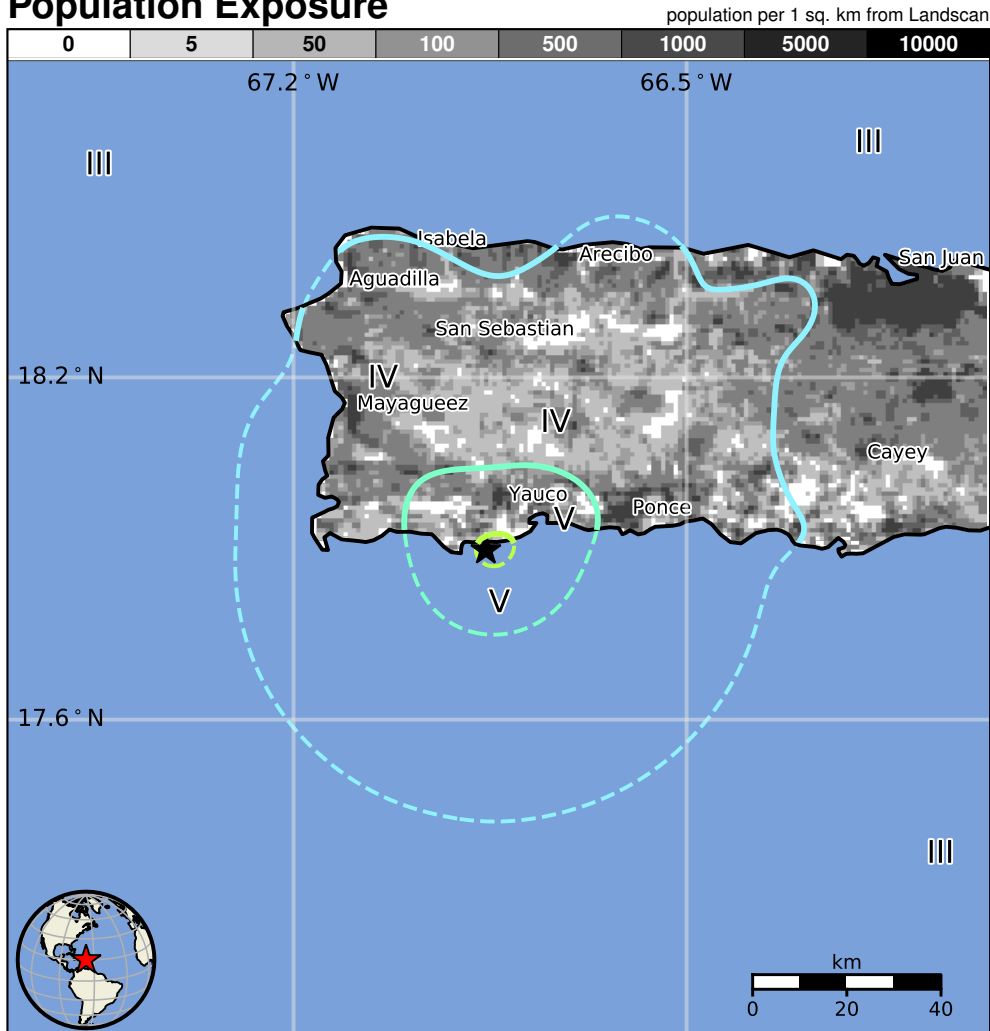 Population Exposure
population per 1 sq. km from Landscan
0 5 50 100 500 1000 5000 10000
67.2°W 66.5°W
III
III
Isabela
Arecibo
San Juan
Aguadilla
San Sebastian
18.2°N
IV
Mayagueez
IV
Cayey
Yauco
Ponce
V
V
17.6°N
III
km
0 20 40